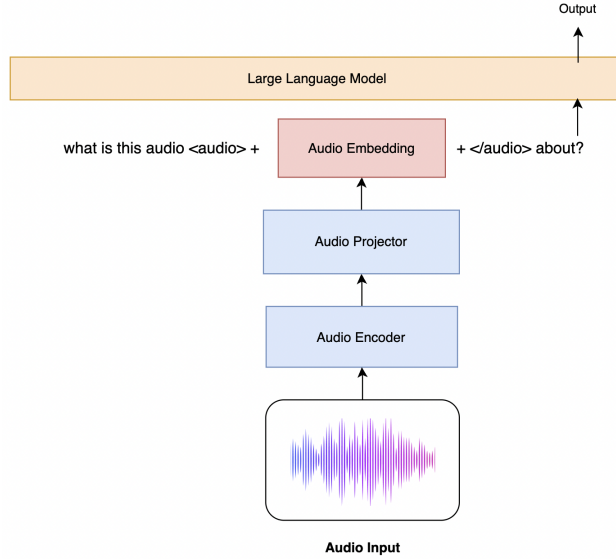 Output
Large Language Model
what is this audio <audio> + Audio Embedding + </audio> about?
Audio Projector
Audio Encoder
Audio Input